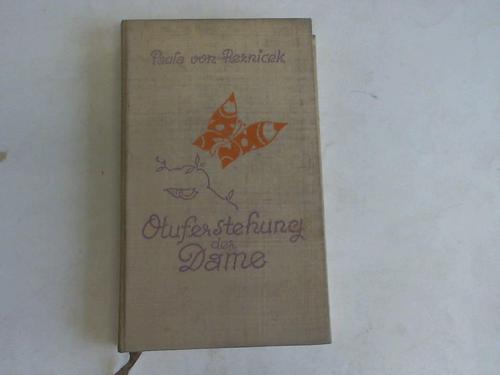 Paula von Reznicek
Auferstehung
der
Dame